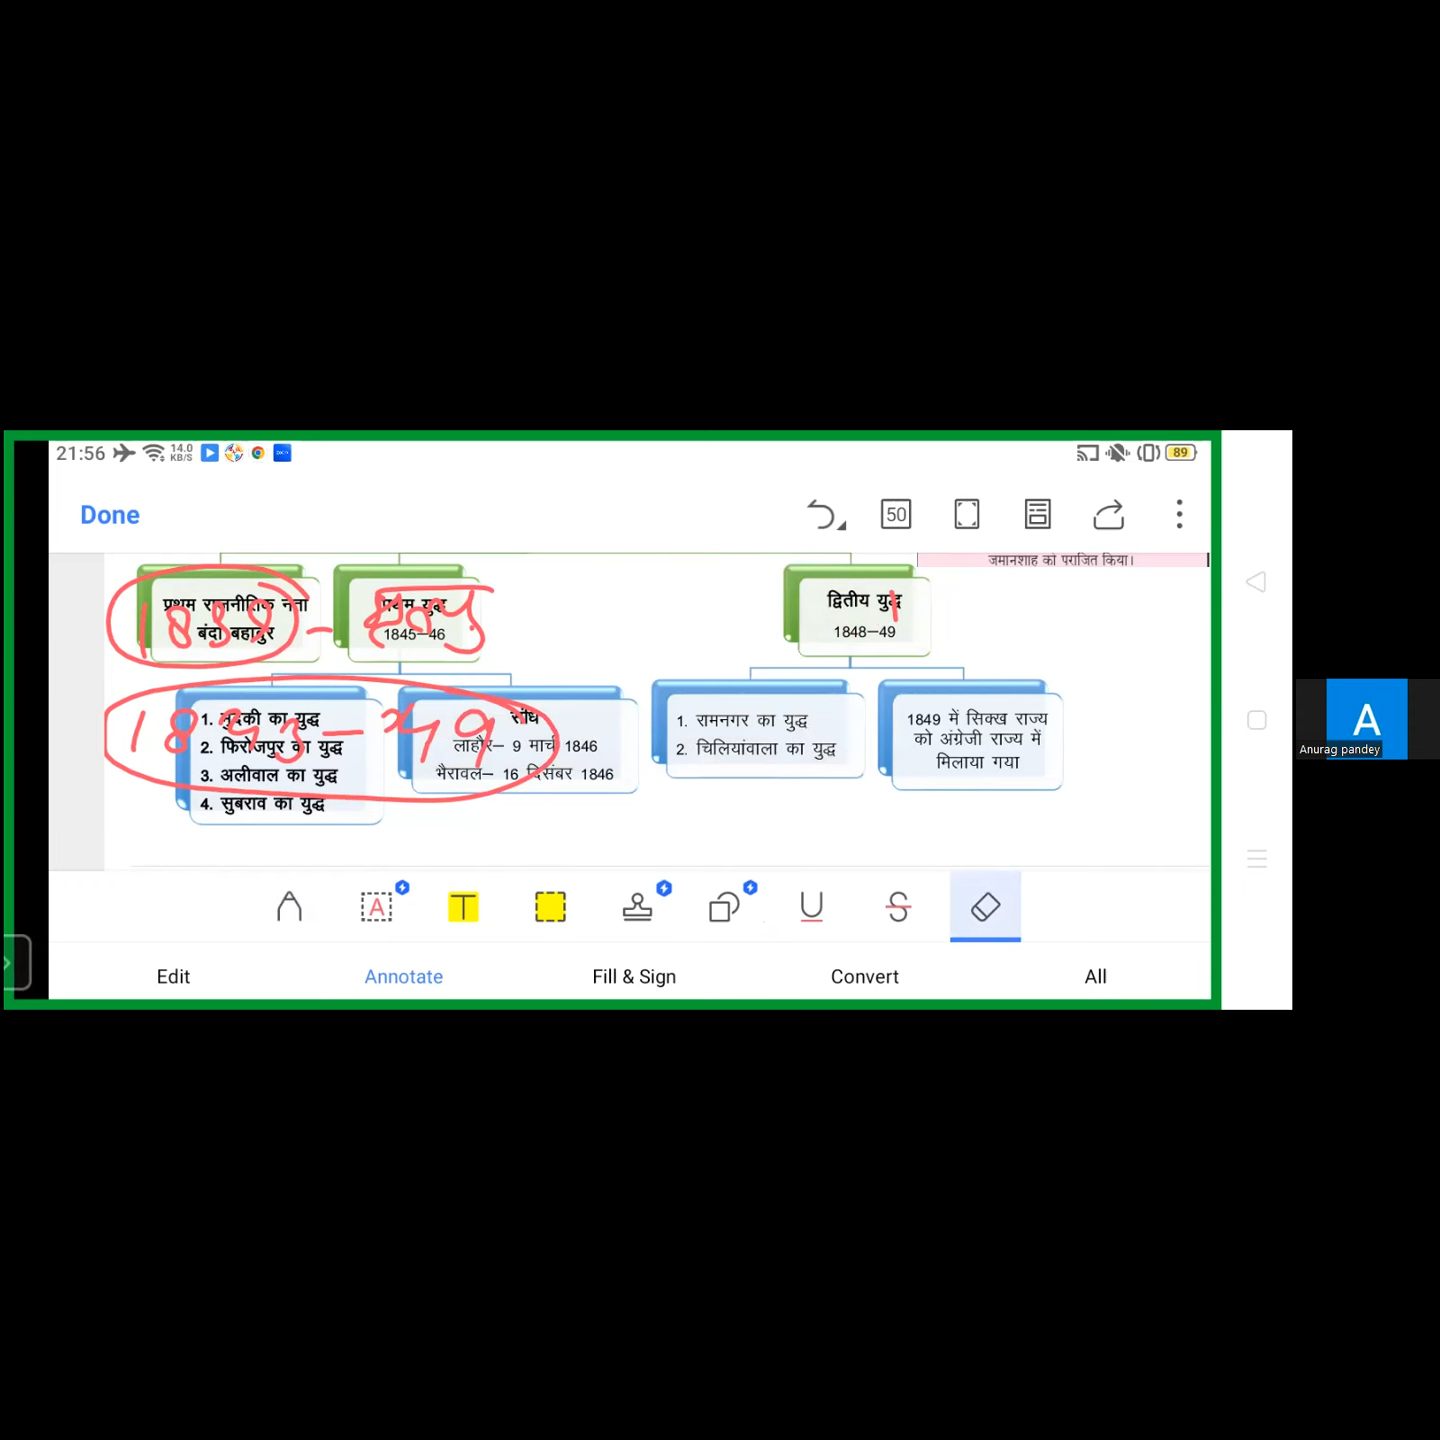 21:56
14.0
KB/S
89
Done
50
जमानशाह को पराजित किया।
प्रथम राजनीतिक नेता
बंदा बहादुर
1839 - मृत्यु
प्रथम युद्ध
1845–46
द्वितीय युद्ध
1848–49
1. मुदकी का युद्ध
2. फिरोजपुर का युद्ध
3. अलीवाल का युद्ध
4. सुबराव का युद्ध
संधि
लाहौर– 9 मार्च 1846
भैरावल– 16 दिसंबर 1846
1. रामनगर का युद्ध
2. चिलियांवाला का युद्ध
1849 में सिक्ख राज्य
को अंग्रेजी राज्य में
मिलाया गया
A
T
U
S
Edit
Annotate
Fill & Sign
Convert
All
A
Anurag pandey